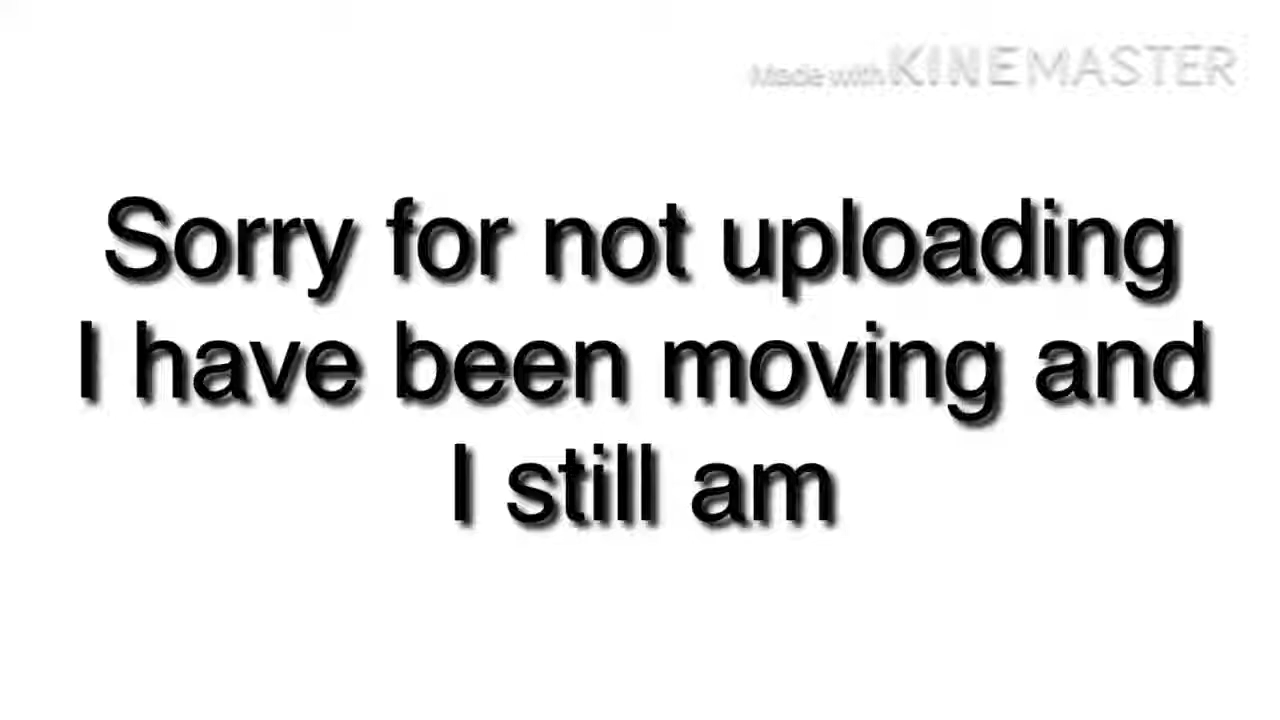 Made with KINEMASTER
Sorry for not uploading
I have been moving and
I still am